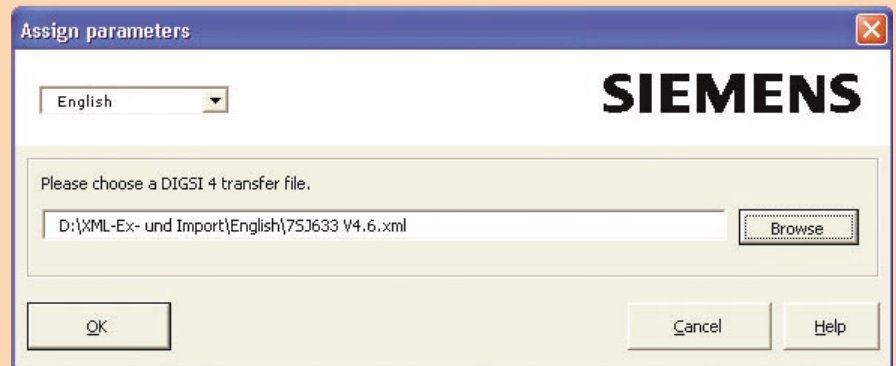 Assign parameters
English
SIEMENS
Please choose a DIGSI 4 transfer file.
D:\XML-Ex- und Import\English\7SJ633 V4.6.xml
Browse
OK
Cancel
Help